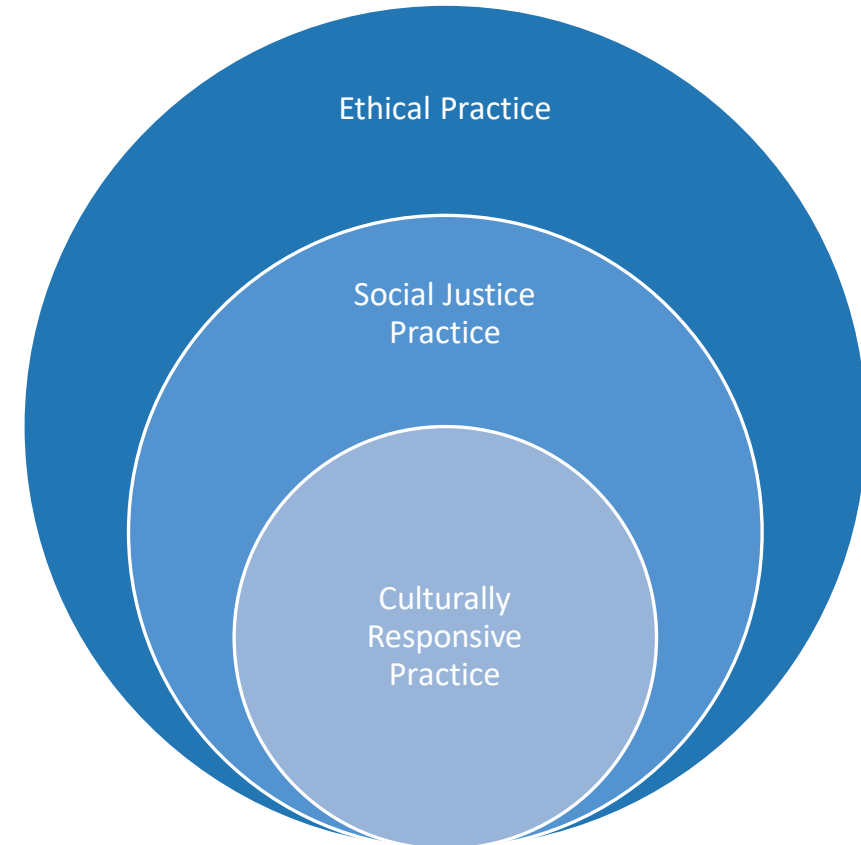 Ethical Practice
Social Justice
Practice
Culturally
Responsive
Practice